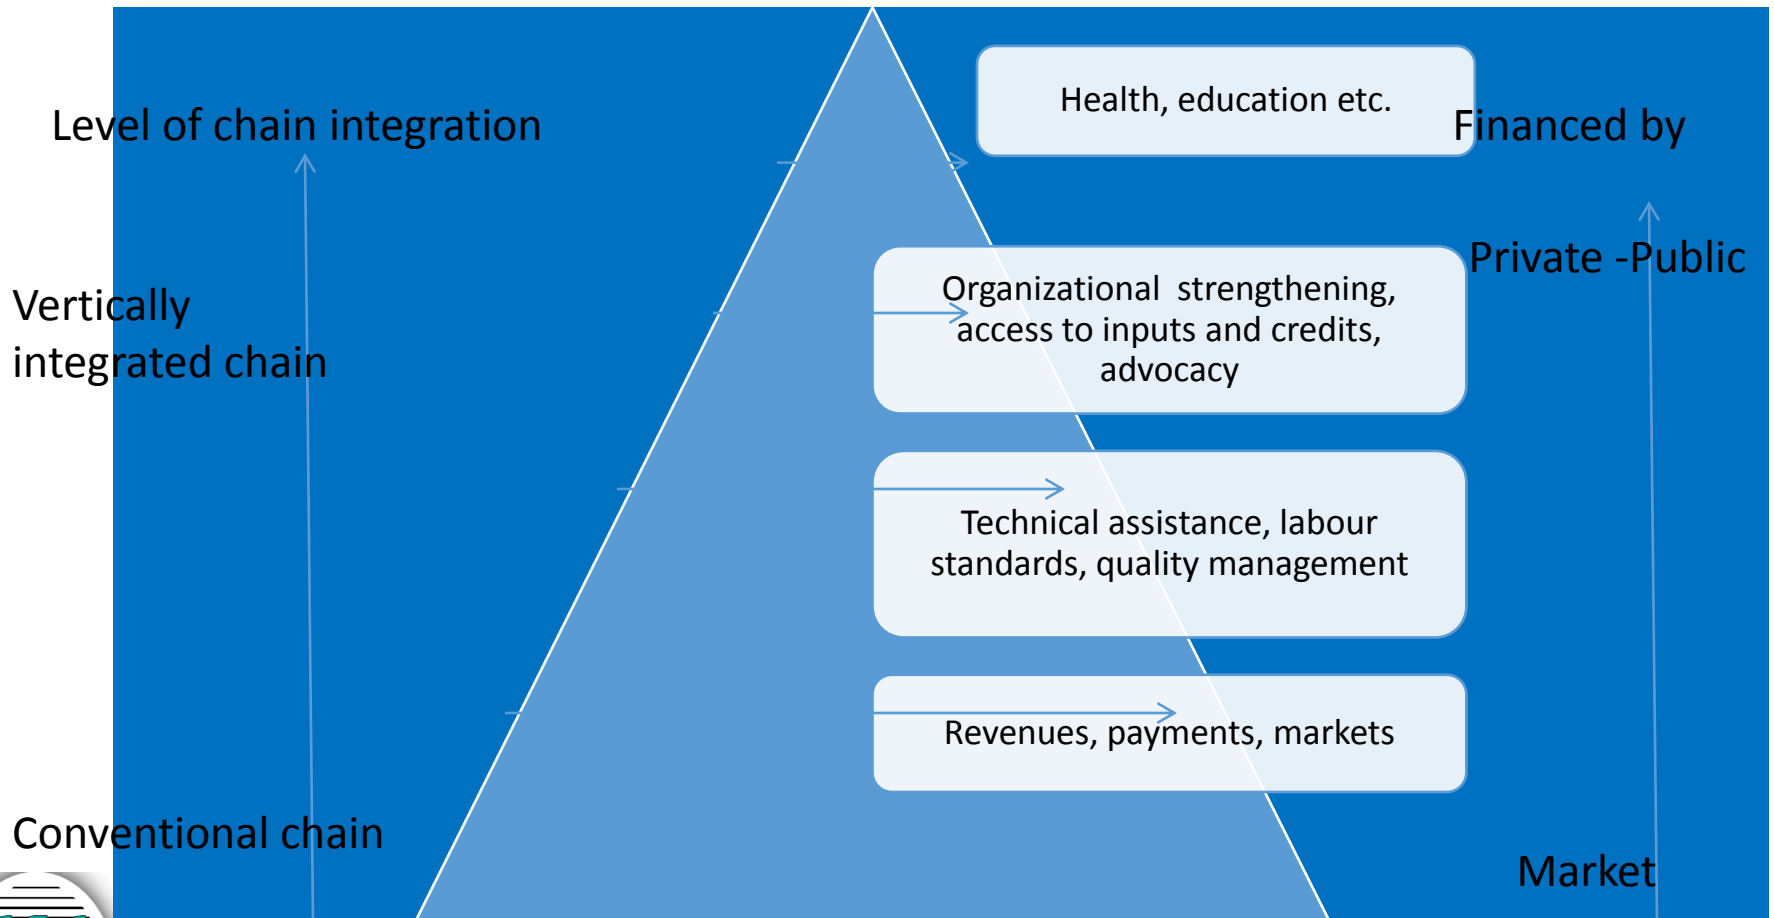 Health, education etc.
Level of chain integration
Financed by
Private -Public
Organizational strengthening,
access to inputs and credits,
advocacy
Vertically
integrated chain
Technical assistance, labour
standards, quality management
Revenues, payments, markets
Conventional chain
Market